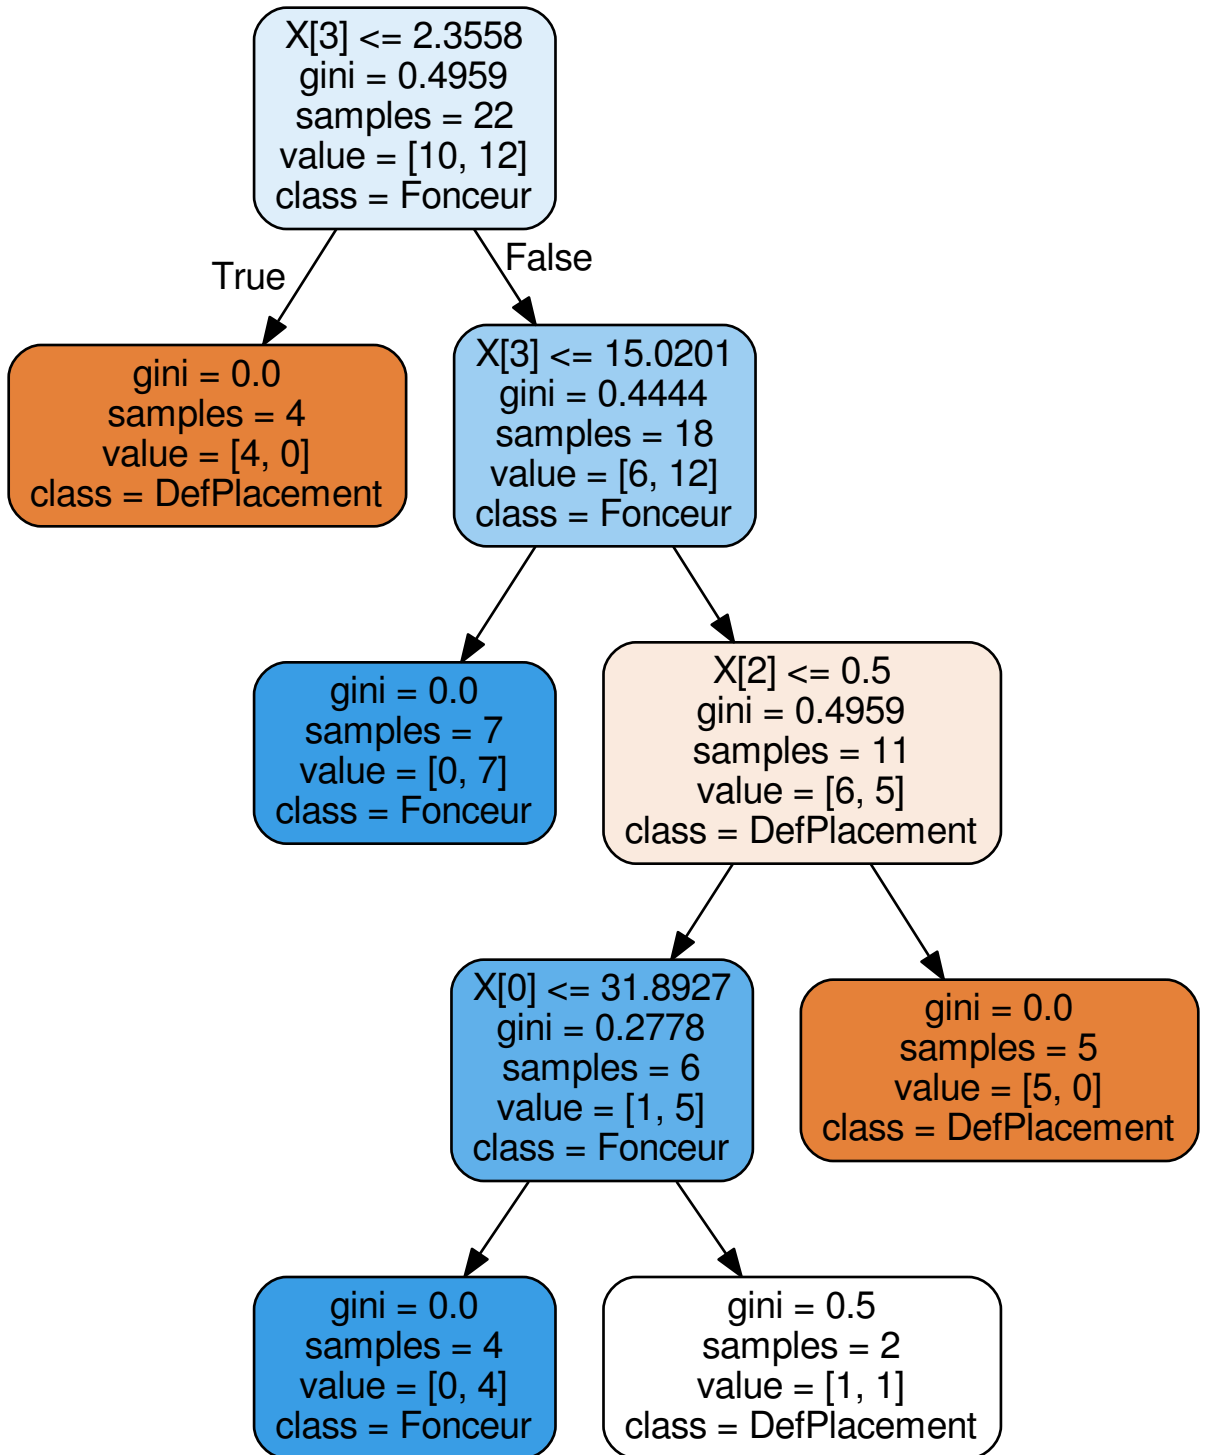 X[3] <= 2.3558
gini = 0.4959
samples = 22
value = [10, 12]
class = Fonceur
True
False
gini = 0.0
samples = 4
value = [4, 0]
class = DefPlacement
X[3] <= 15.0201
gini = 0.4444
samples = 18
value = [6, 12]
class = Fonceur
gini = 0.0
samples = 7
value = [0, 7]
class = Fonceur
X[2] <= 0.5
gini = 0.4959
samples = 11
value = [6, 5]
class = DefPlacement
X[0] <= 31.8927
gini = 0.2778
samples = 6
value = [1, 5]
class = Fonceur
gini = 0.0
samples = 5
value = [5, 0]
class = DefPlacement
gini = 0.0
samples = 4
value = [0, 4]
class = Fonceur
gini = 0.5
samples = 2
value = [1, 1]
class = DefPlacement